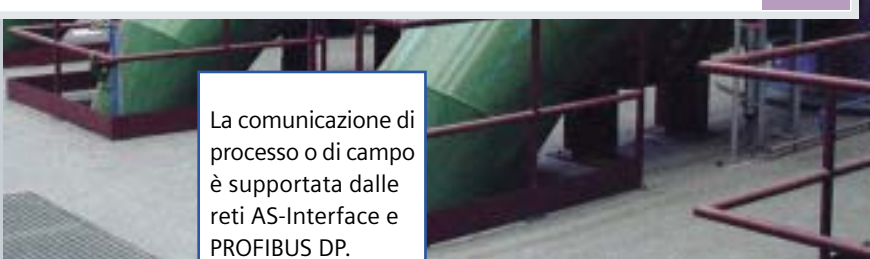 La comunicazione di
processo o di campo
è supportata dalle
reti AS-Interface e
PROFIBUS DP.